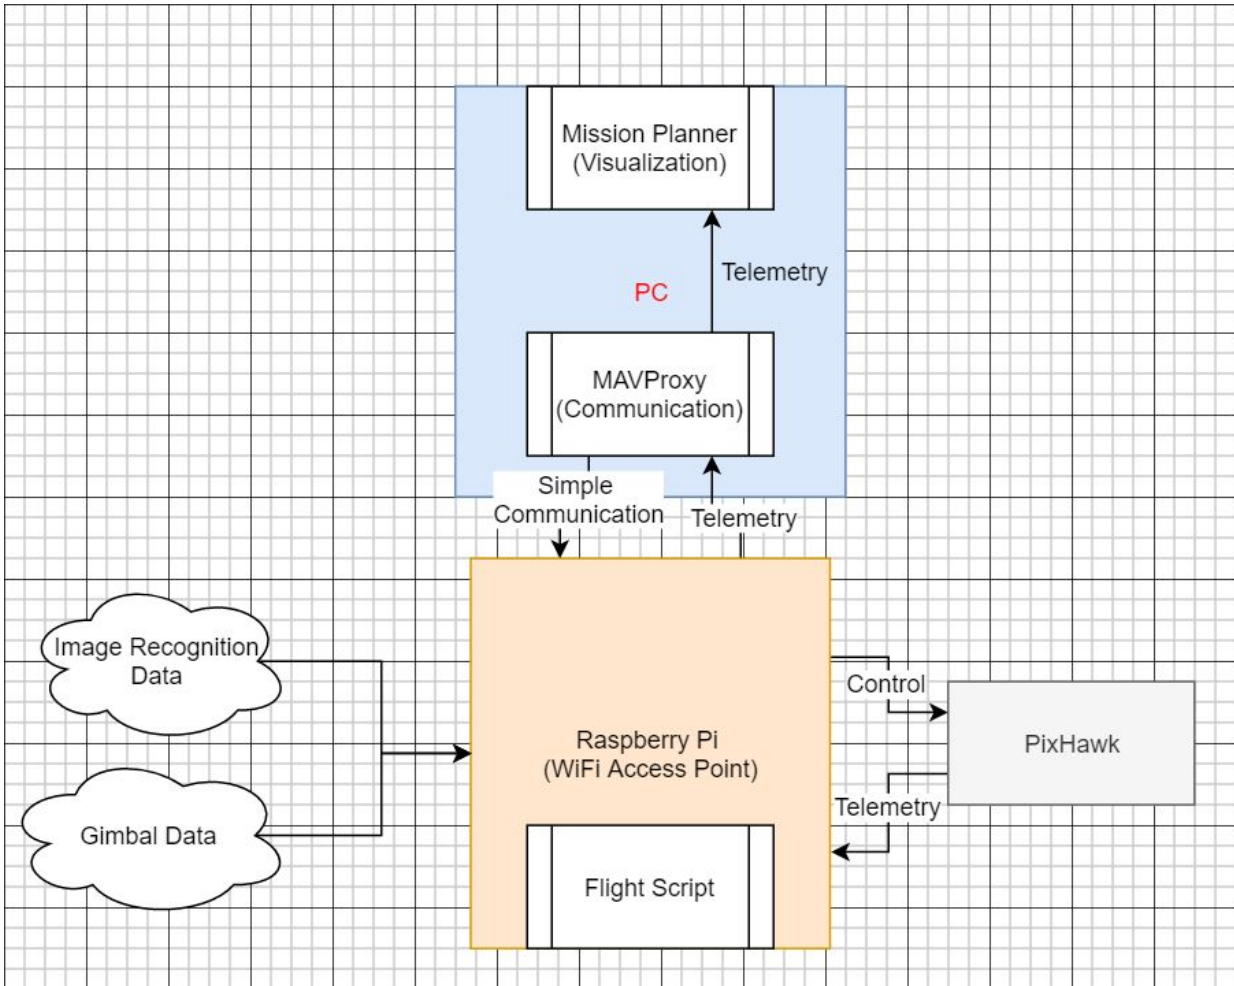 Mission Planner
(Visualization)
Telemetry
PC
MAVProxy
(Communication)
Simple
Communication
Telemetry
Image Recognition
Data
Gimbal Data
Raspberry Pi
(WiFi Access Point)
Flight Script
Control
PixHawk
Telemetry